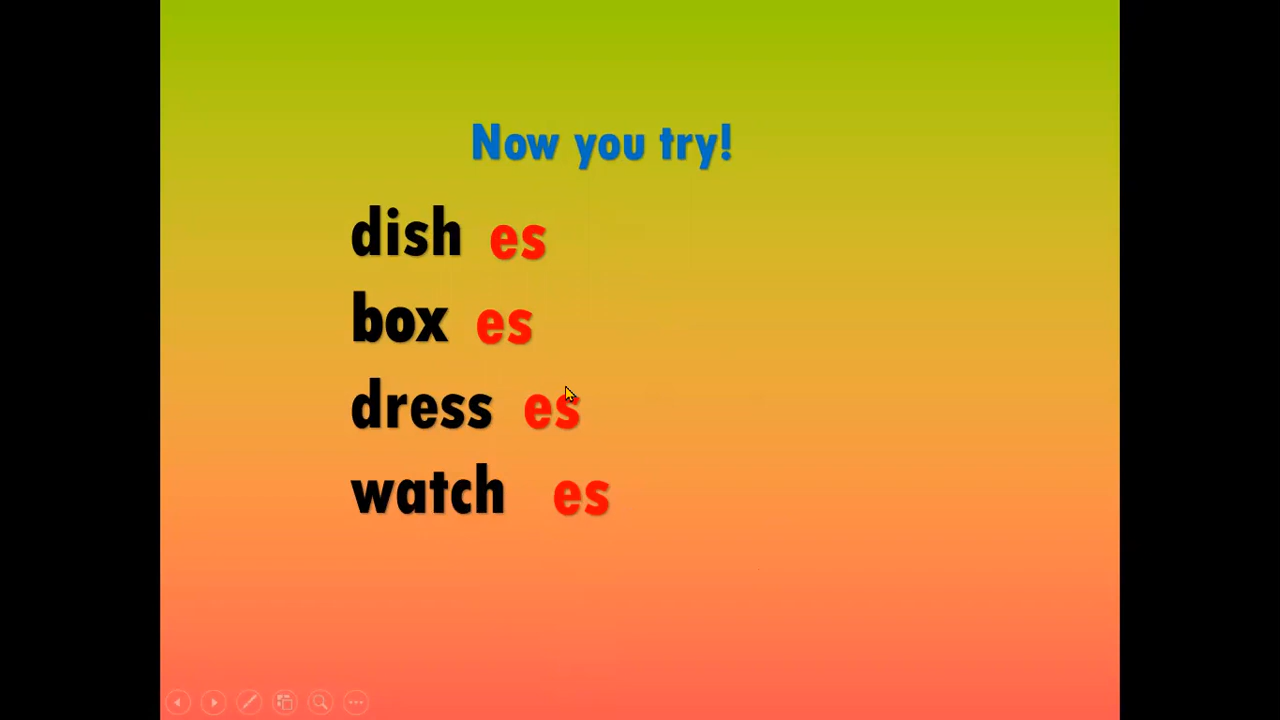 Now you try!
dish es
box es
dress es
watch es